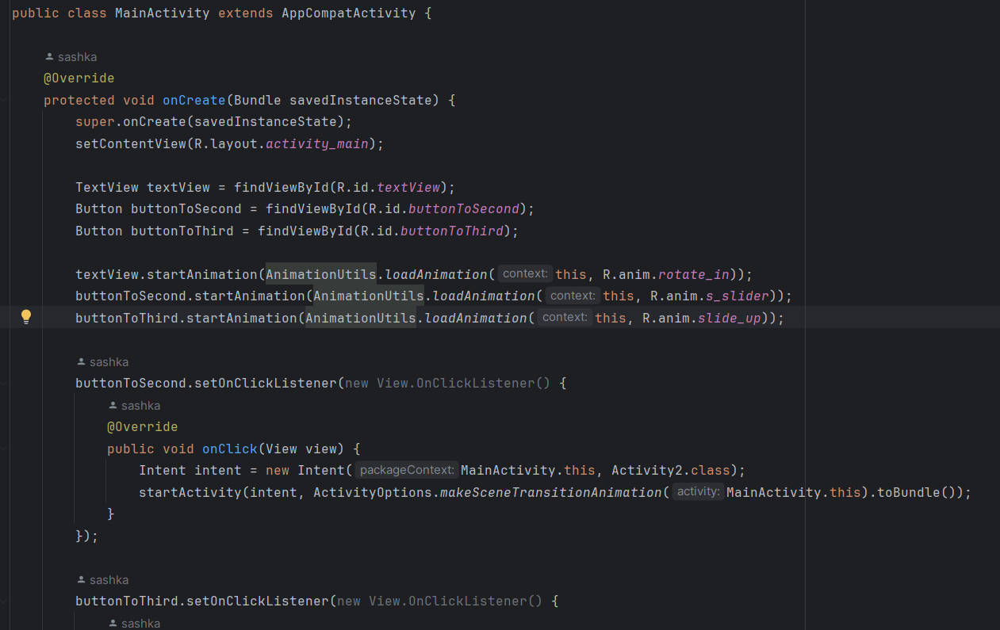 public class MainActivity extends AppCompatActivity {
sashka
@Override
protected void onCreate(Bundle savedInstanceState) {
super.onCreate(savedInstanceState);
setContentView(R.layout.activity_main);
TextView textView = findViewById(R.id.textView);
Button buttonToSecond = findViewById(R.id.buttonToSecond);
Button buttonToThird = findViewById(R.id.buttonToThird);
textView.startAnimation(AnimationUtils.loadAnimation( context: this, R.anim.rotate_in));
buttonToSecond.startAnimation(AnimationUtils.loadAnimation( context: this, R.anim.s_slider));
buttonToThird.startAnimation(AnimationUtils.loadAnimation( context: this, R.anim.slide_up));
sashka
buttonToSecond.setOnClickListener(new View.OnClickListener() {
sashka
@Override
public void onClick(View view) {
Intent intent = new Intent( packageContext: MainActivity.this, Activity2.class);
startActivity(intent, ActivityOptions.makeSceneTransitionAnimation( activity: MainActivity.this).toBundle());
}
});
sashka
buttonToThird.setOnClickListener(new View.OnClickListener() {
sashka